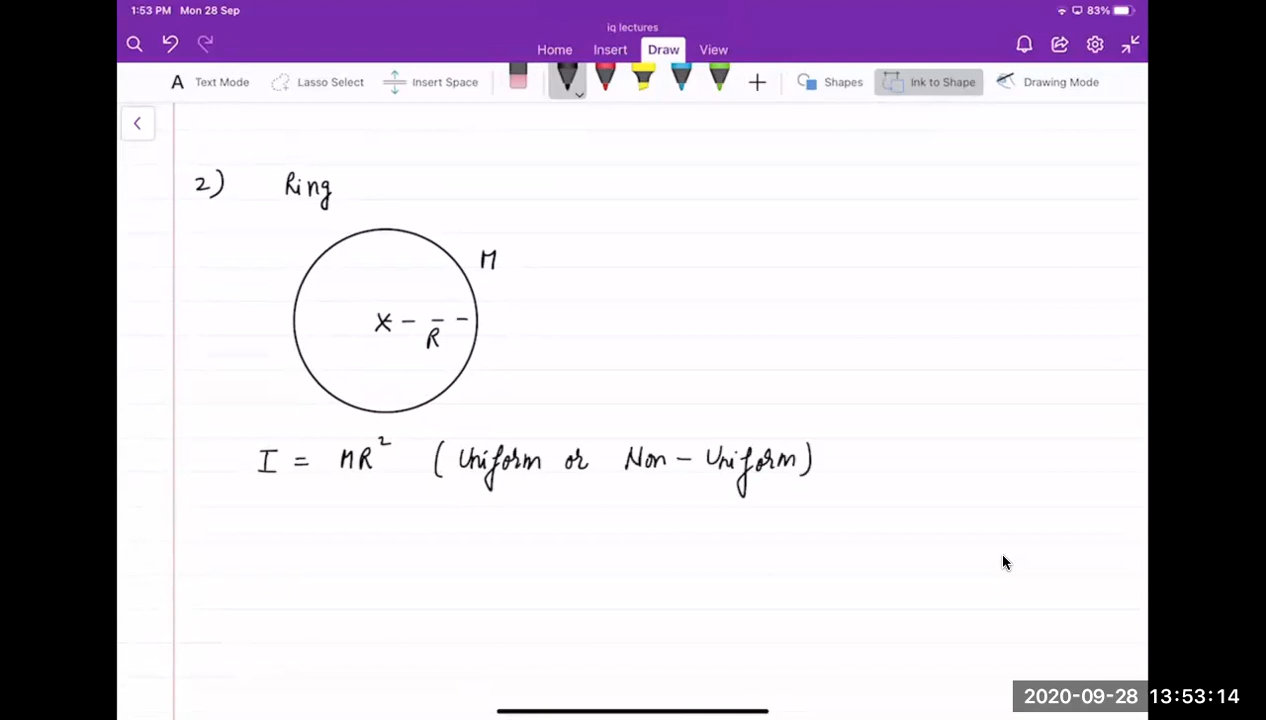 1:53 PM Mon 28 Sep 83%
iq lectures
Home Insert Draw View
A Text Mode Lasso Select Insert Space Shapes Ink to Shape Drawing Mode
2) Ring
M
X
R
I = MR² (Uniform or Non - Uniform)
2020-09-28 13:53:14